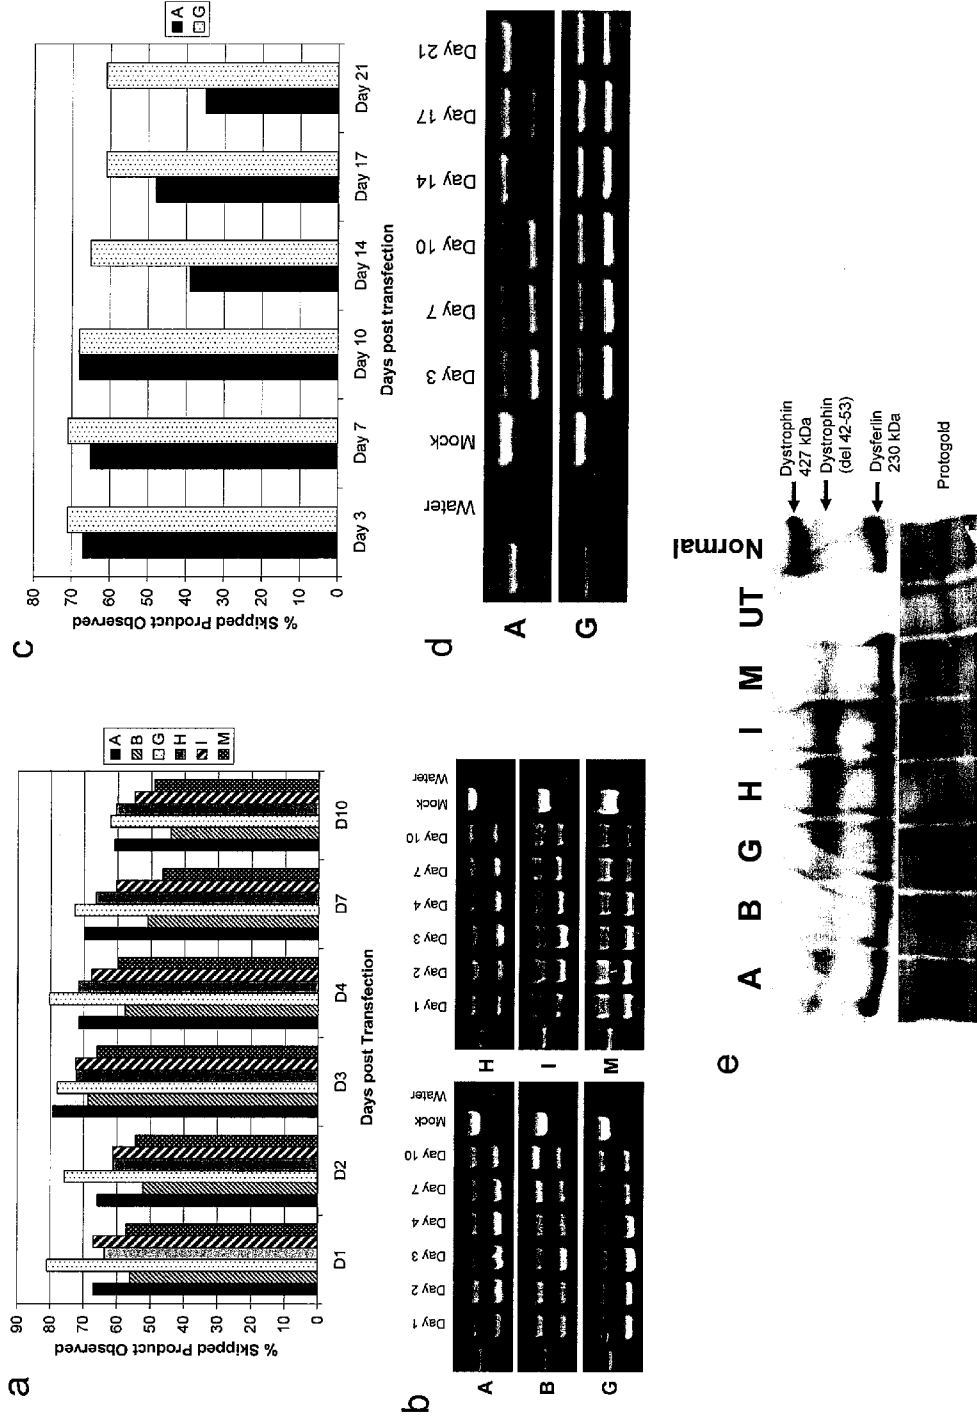 a
% Skipped Product Observed
90
80
70
60
50
40
30
20
10
0
D1
D2
D3
D4
D7
D10
Days post Transfection
A
B
G
H
I
M
b
Day 1
Day 2
Day 3
Day 4
Day 7
Day 10
Mock
Water
A
B
G
Day 1
Day 2
Day 3
Day 4
Day 7
Day 10
Mock
Water
H
I
M
c
% Skipped Product Observed
80
70
60
50
40
30
20
10
0
Day 3
Day 7
Day 10
Day 14
Day 17
Day 21
Days post transfection
A
G
d
Water
Mock
Day 3
Day 7
Day 10
Day 14
Day 17
Day 21
A
G
e
A B G H I M UT Normal
Dystrophin
427 kDa
Dystrophin
(del 42-53)
Dysferlin
230 kDa
Protogold